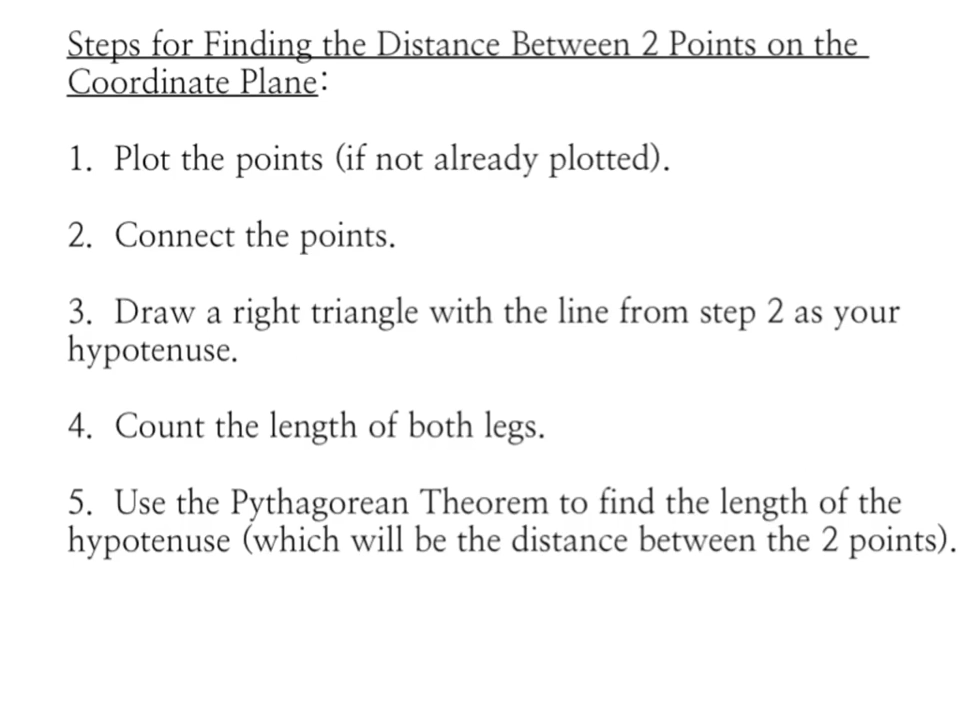 Steps for Finding the Distance Between 2 Points on the
Coordinate Plane:
1. Plot the points (if not already plotted).
2. Connect the points.
3. Draw a right triangle with the line from step 2 as your
hypotenuse.
4. Count the length of both legs.
5. Use the Pythagorean Theorem to find the length of the
hypotenuse (which will be the distance between the 2 points).